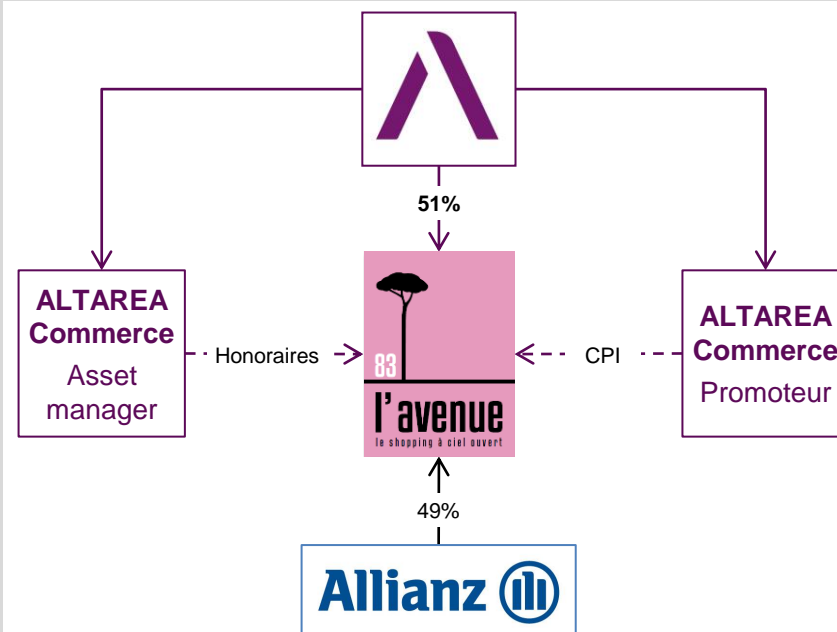 51%
ALTAREA
Commerce
Asset
manager
Honoraires
83
l'avenue
le shopping à ciel ouvert
CPI
ALTAREA
Commerce
Promoteur
49%
Allianz